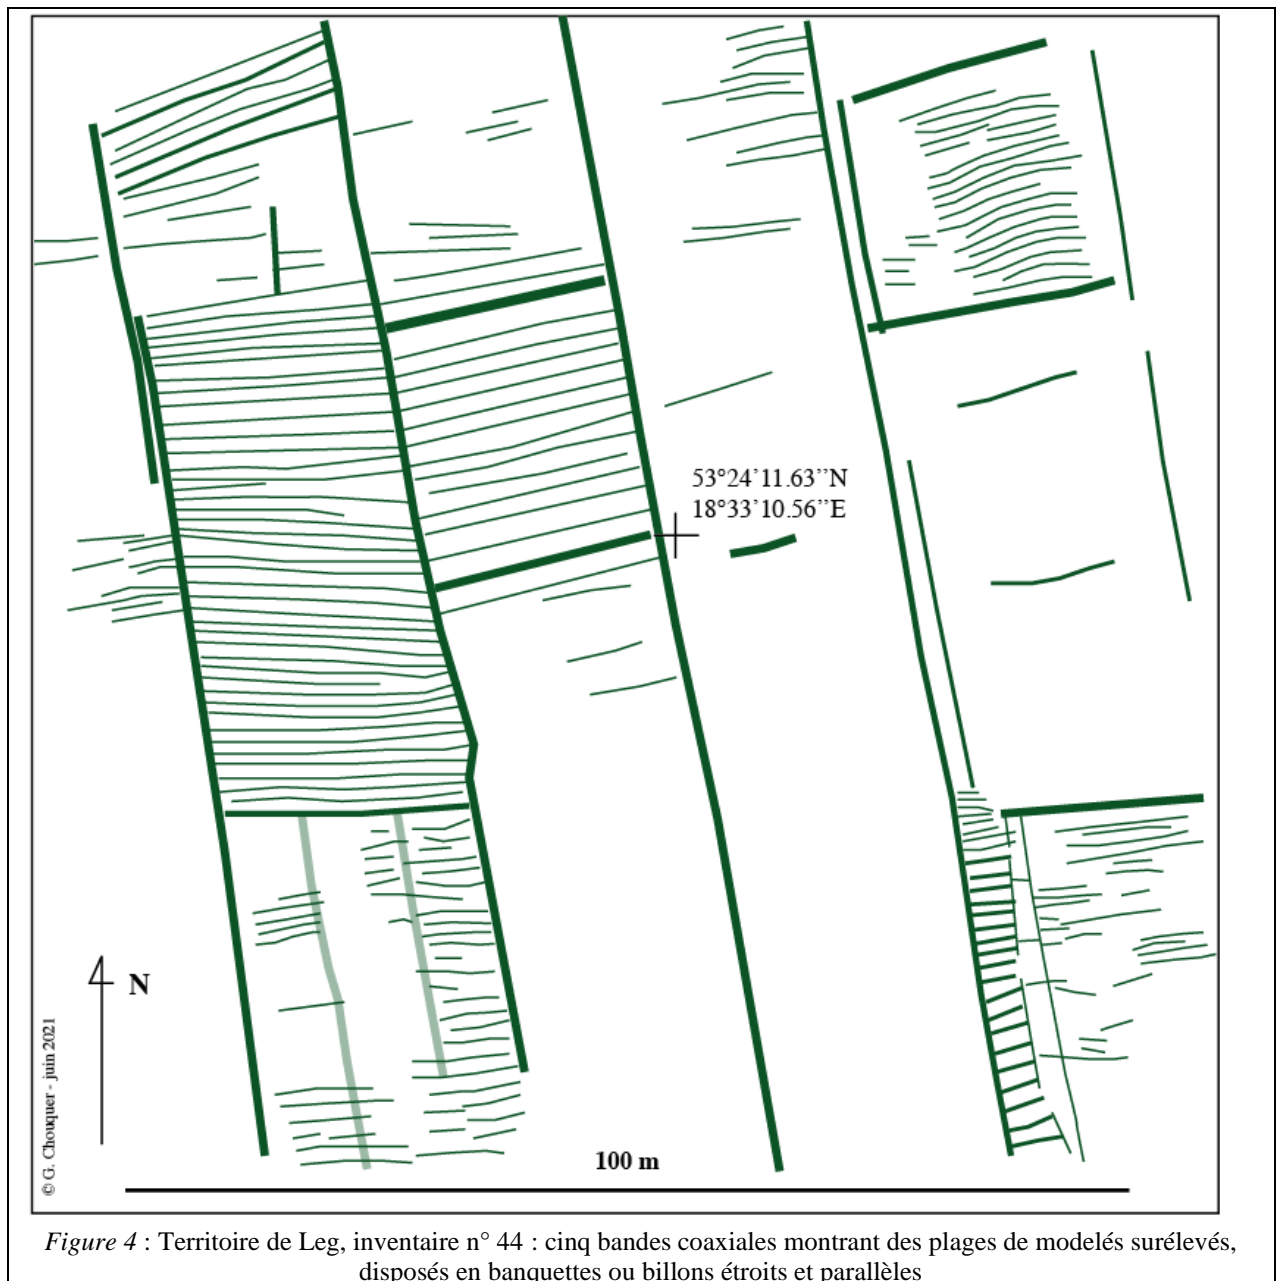 53°24’11.63’’N
18°33’10.56’’E
N
© G. Chouquer - juin 2021
100 m
Figure 4 : Territoire de Leg, inventaire n° 44 : cinq bandes coaxiales montrant des plages de modelés surélevés,
disposés en banquettes ou billons étroits et parallèles